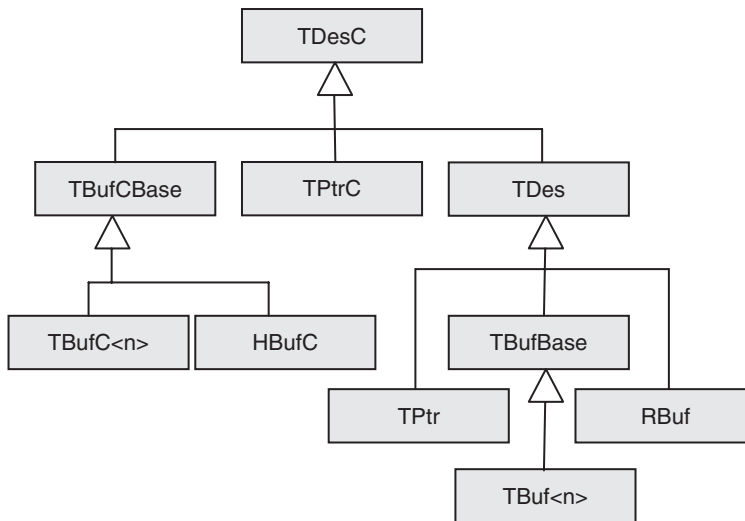 TDesC
TBufCBase
TPtrC
TDes
TBufC<n>
HBufC
TBufBase
TPtr
RBuf
TBuf<n>